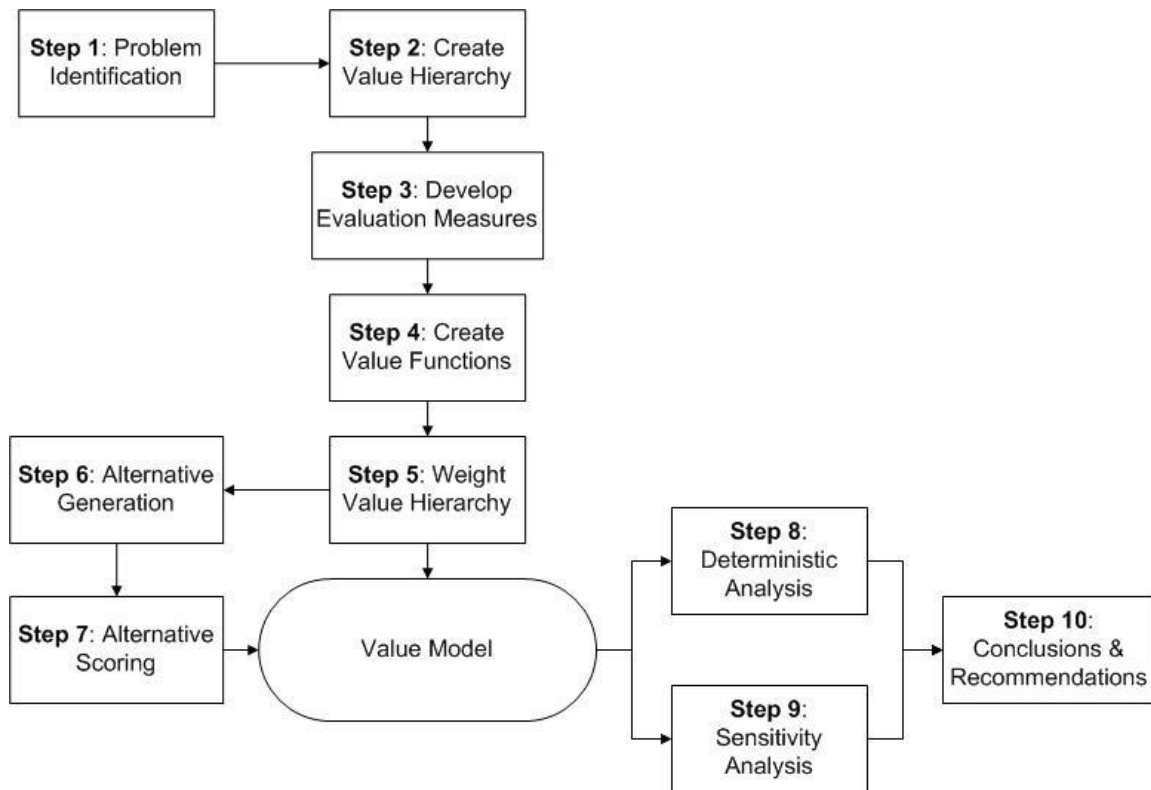 Step 1: Problem
Identification
Step 2: Create
Value Hierarchy
Step 3: Develop
Evaluation Measures
Step 4: Create
Value Functions
Step 5: Weight
Value Hierarchy
Step 6: Alternative
Generation
Step 7: Alternative
Scoring
Value Model
Step 8:
Deterministic
Analysis
Step 9:
Sensitivity
Analysis
Step 10:
Conclusions &
Recommendations